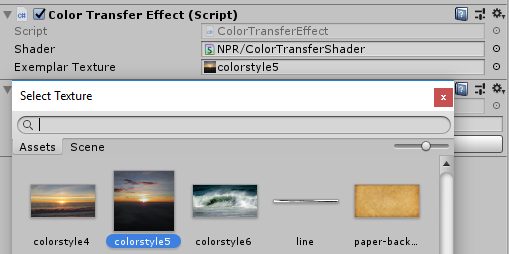 Color Transfer Effect (Script)
Script ColorTransferEffect
Shader NPR/ColorTransferShader
Exemplar Texture colorstyle5
Select Texture x
Assets Scene
colorstyle4 colorstyle5 colorstyle6 line paper-back...